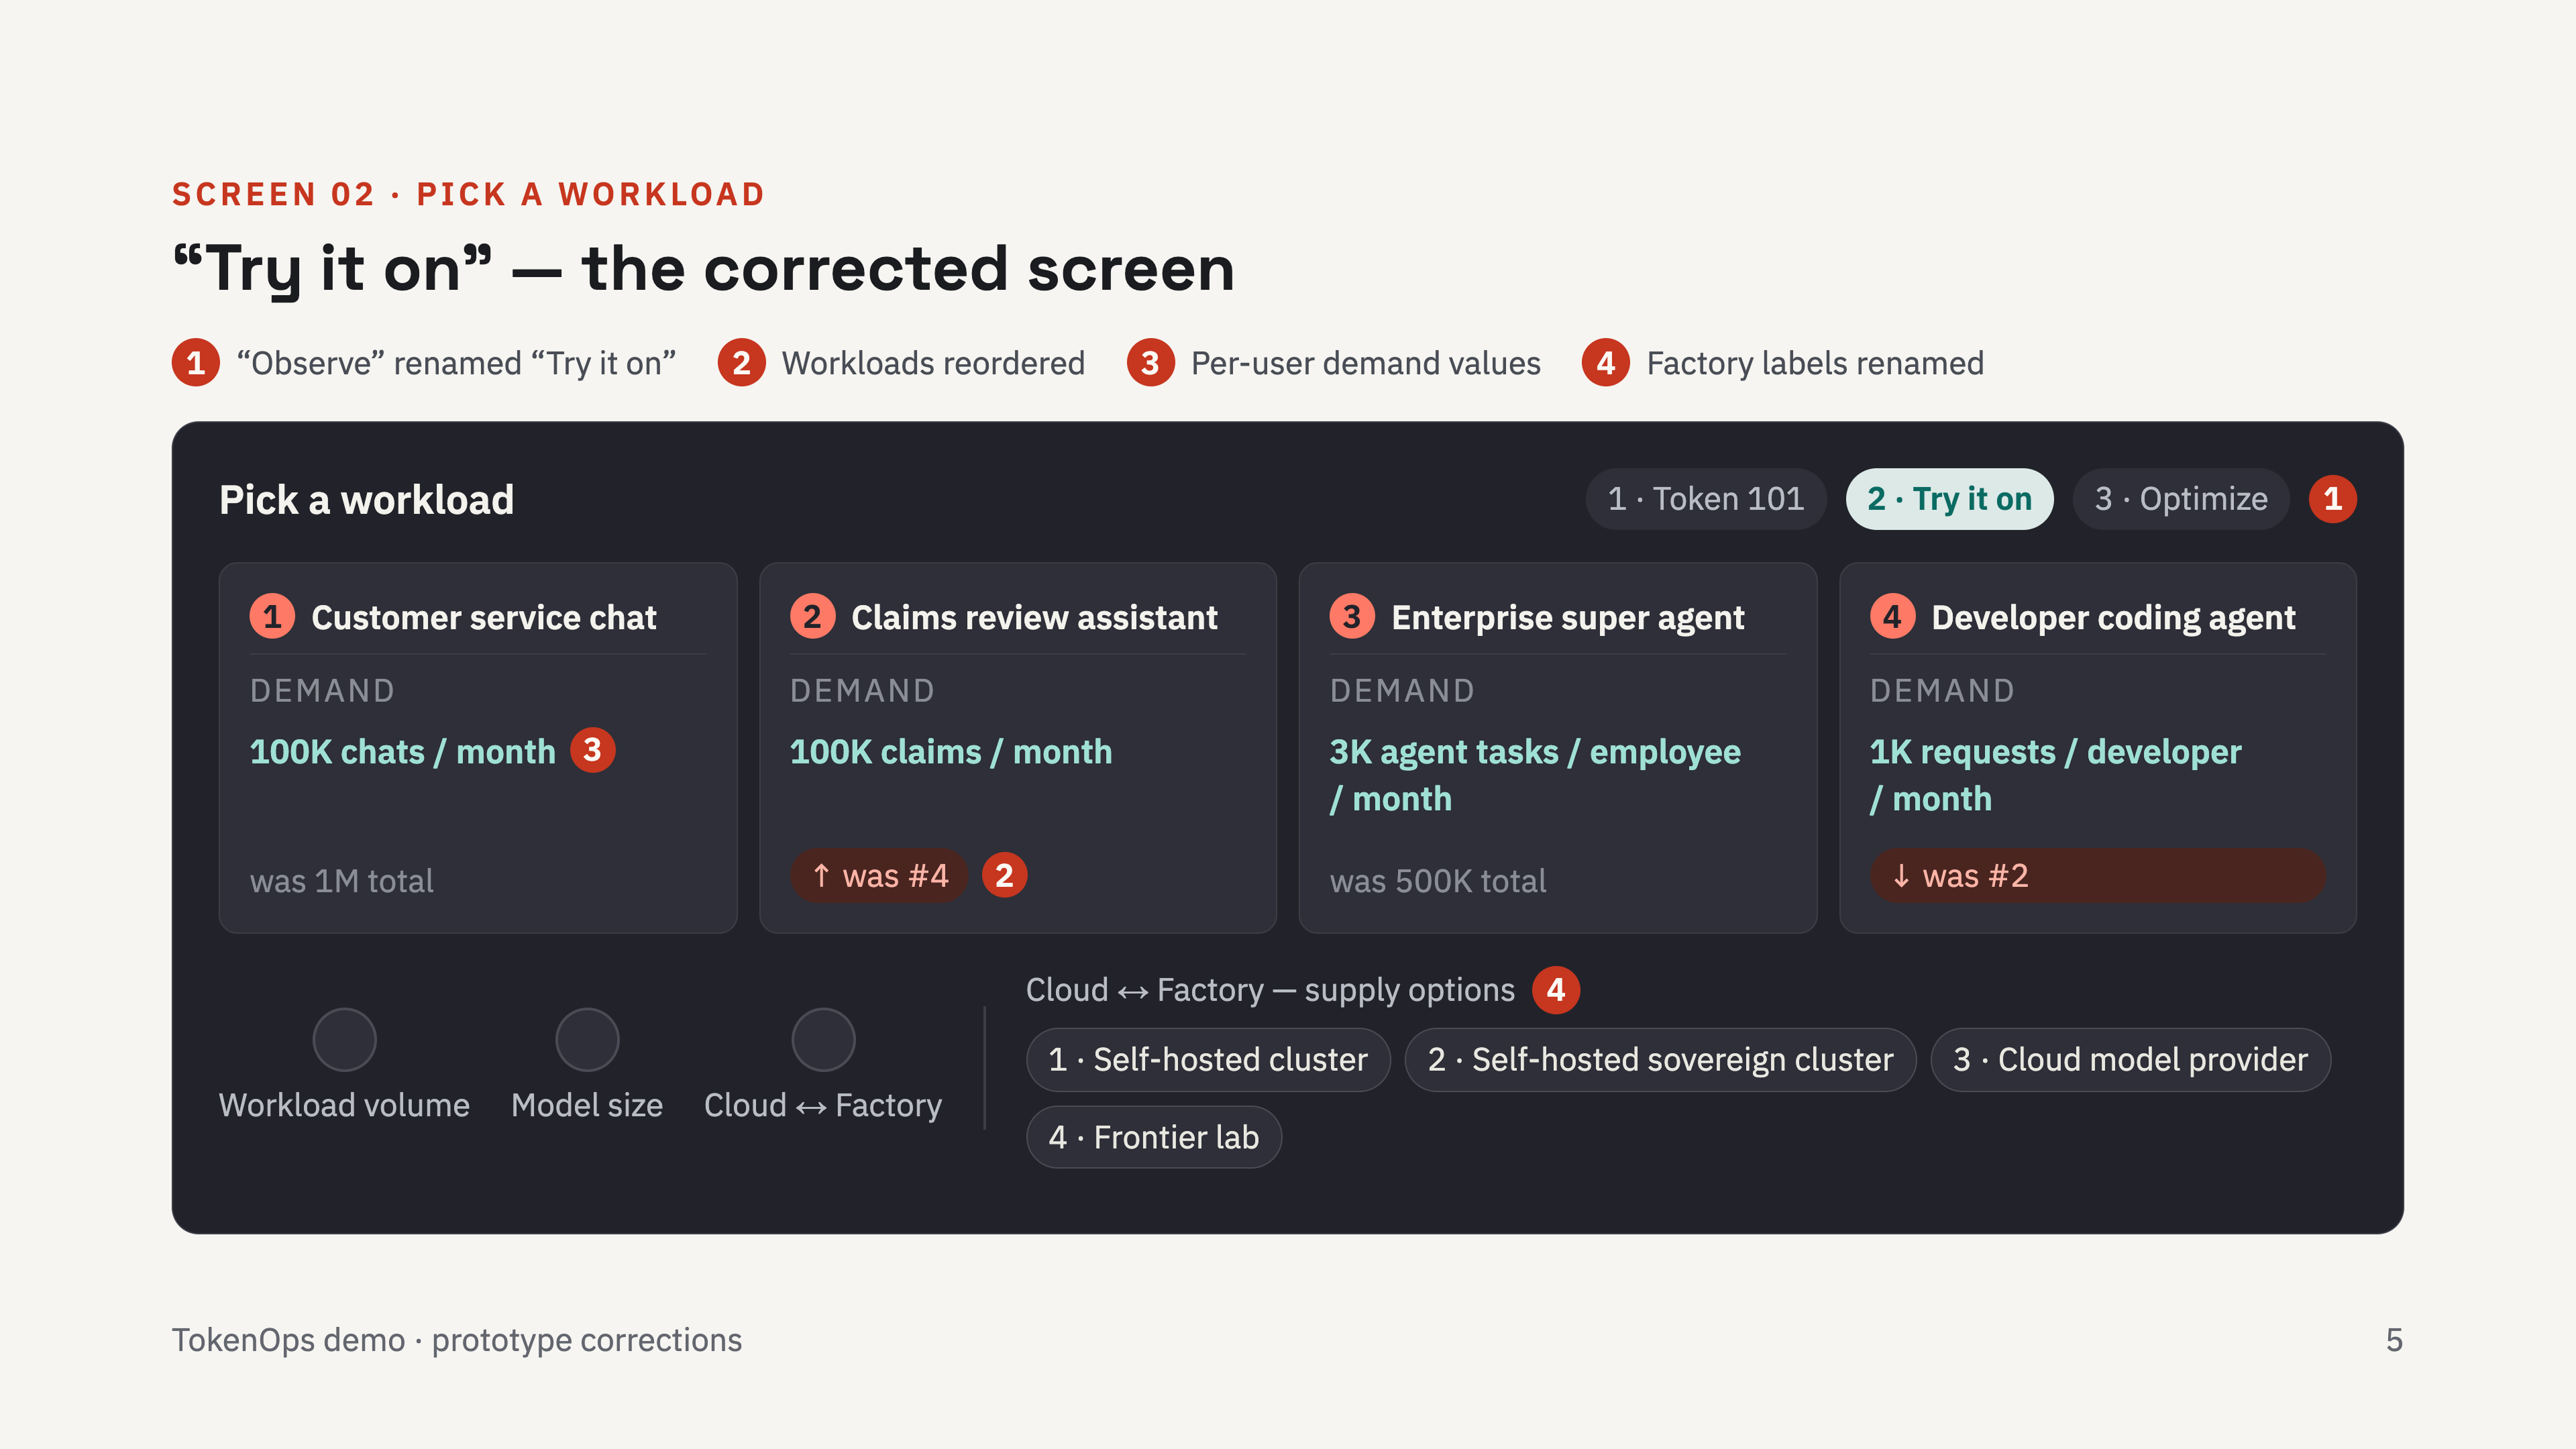 SCREEN 02 · PICK A WORKLOAD
“Try it on” — the corrected screen
1 “Observe” renamed “Try it on” 2 Workloads reordered 3 Per-user demand values 4 Factory labels renamed
Pick a workload
1 · Token 101 2 · Try it on 3 · Optimize 1
1 Customer service chat
DEMAND
100K chats / month 3
was 1M total
2 Claims review assistant
DEMAND
100K claims / month
↑ was #4 2
3 Enterprise super agent
DEMAND
3K agent tasks / employee
/ month
was 500K total
4 Developer coding agent
DEMAND
1K requests / developer
/ month
↓ was #2
Workload volume
Model size
Cloud ↔ Factory
Cloud ↔ Factory — supply options 4
1 · Self-hosted cluster 2 · Self-hosted sovereign cluster 3 · Cloud model provider
4 · Frontier lab
TokenOps demo · prototype corrections
5